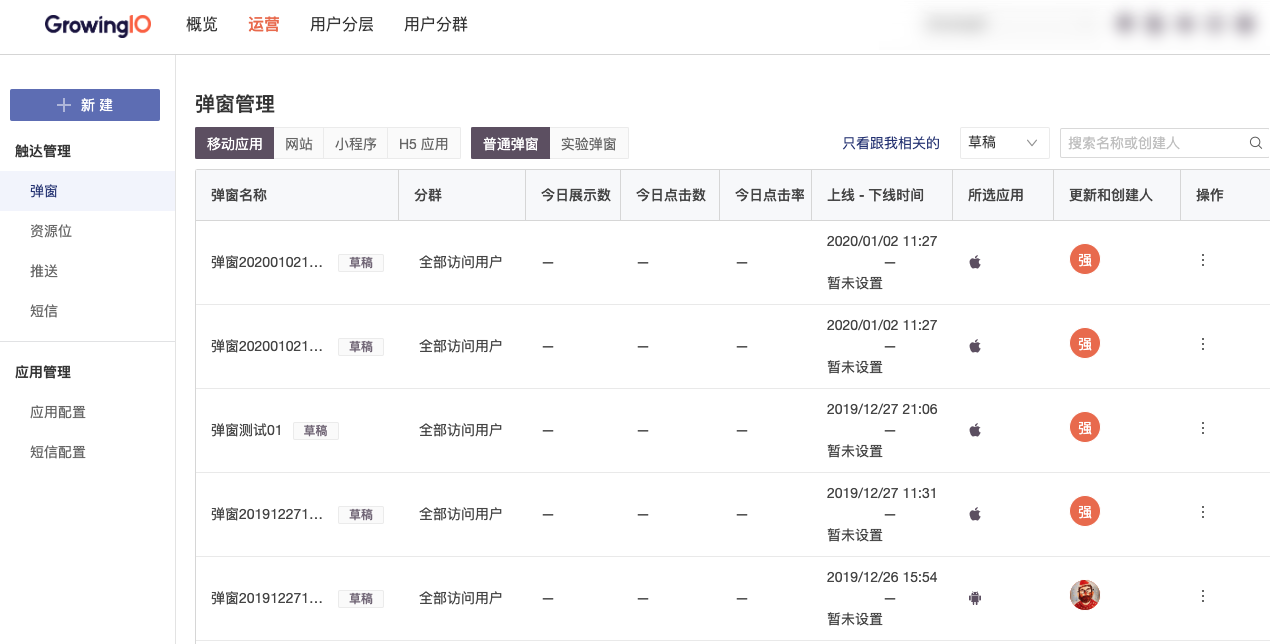 GrowingIO 概览 运营 用户分层 用户分群
新 建
触达管理
弹窗
资源位
推送
短信
应用管理
应用配置
短信配置
弹窗管理
移动应用 网站 小程序 H5 应用 普通弹窗 实验弹窗 只看跟我相关的 草稿 搜索名称或创建人
弹窗名称 分群 今日展示数 今日点击数 今日点击率 上线 - 下线时间 所选应用 更新和创建人 操作
弹窗202001021... 草稿 全部访问用户 — — — 2020/01/02 11:27 — 暂未设置 强
弹窗202001021... 草稿 全部访问用户 — — — 2020/01/02 11:27 — 暂未设置 强
弹窗测试01 草稿 全部访问用户 — — — 2019/12/27 21:06 — 暂未设置 强
弹窗201912271... 草稿 全部访问用户 — — — 2019/12/27 11:31 — 暂未设置 强
弹窗201912271... 草稿 全部访问用户 — — — 2019/12/26 15:54 — 暂未设置